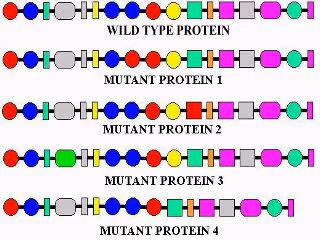 WILD TYPE PROTEIN
MUTANT PROTEIN 1
MUTANT PROTEIN 2
MUTANT PROTEIN 3
MUTANT PROTEIN 4